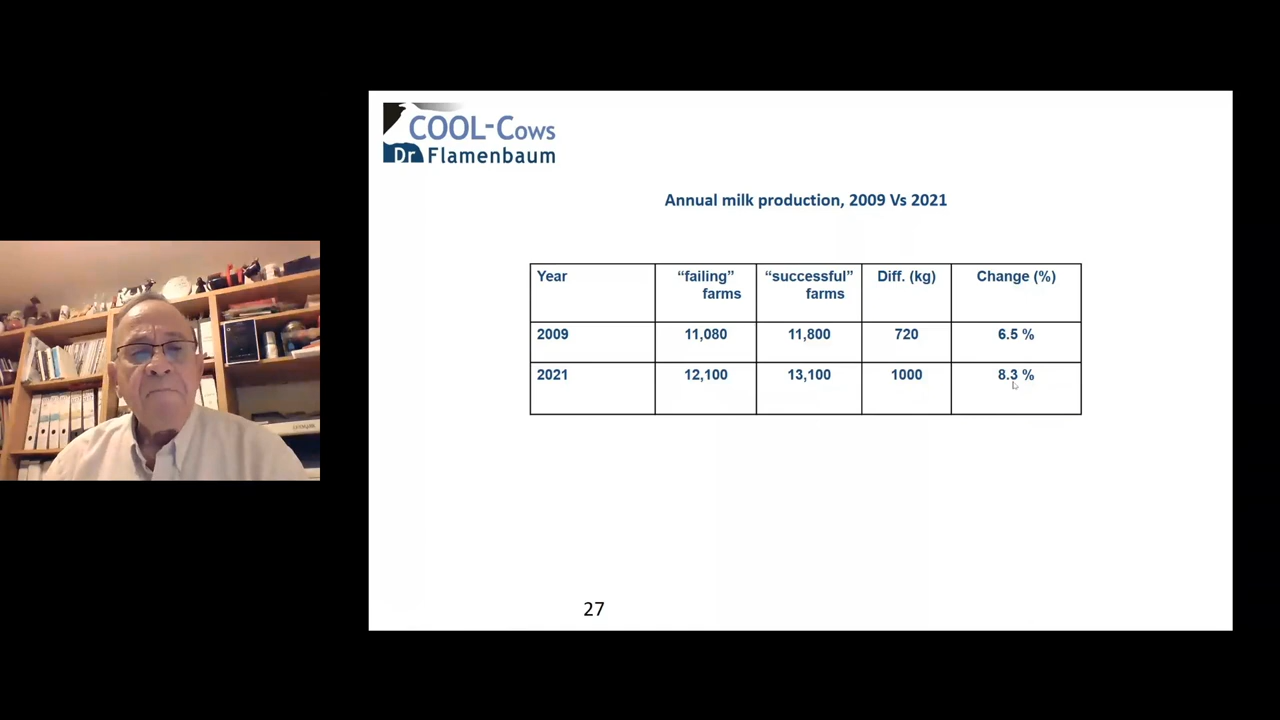 COOL-Cows
Dr Flamenbaum
Annual milk production, 2009 Vs 2021
Year “failing” farms “successful” farms Diff. (kg) Change (%)
2009 11,080 11,800 720 6.5 %
2021 12,100 13,100 1000 8.3 %
27